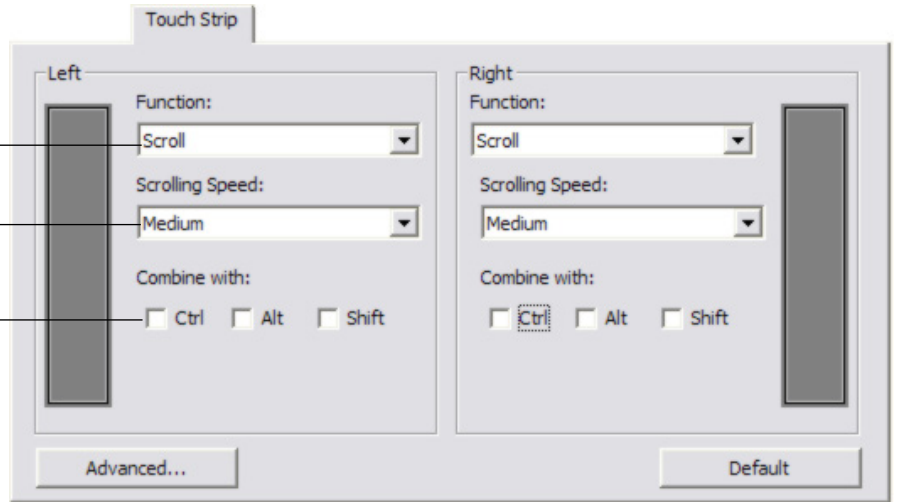 Touch Strip
Left
Function:
Scroll
Scrolling Speed:
Medium
Combine with:
Ctrl Alt Shift
Right
Function:
Scroll
Scrolling Speed:
Medium
Combine with:
Ctrl Alt Shift
Advanced... Default